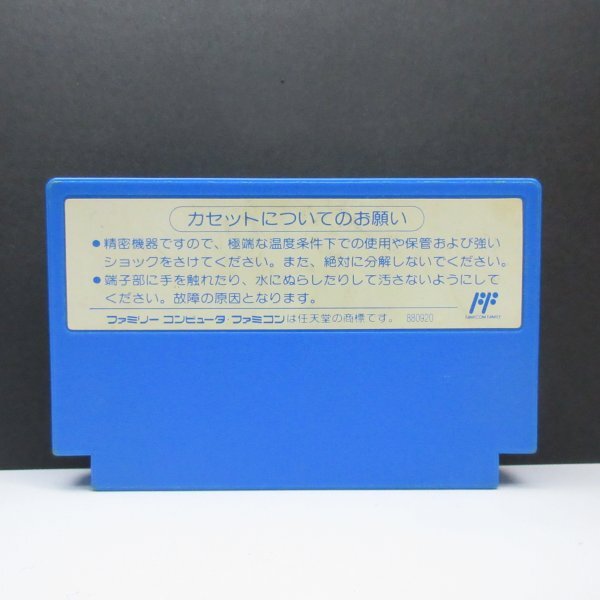 カセットについてのお願い
●精密機器ですので、極端な温度条件下での使用や保管および強い
ショックをさけてください。また、絶対に分解しないでください。
●端子部に手を触れたり、水にぬらしたりして汚さないようにして
ください。故障の原因となります。
FAMICOM FAMILY
ファミリー コンピュータ・ファミコンは任天堂の商標です。 880920